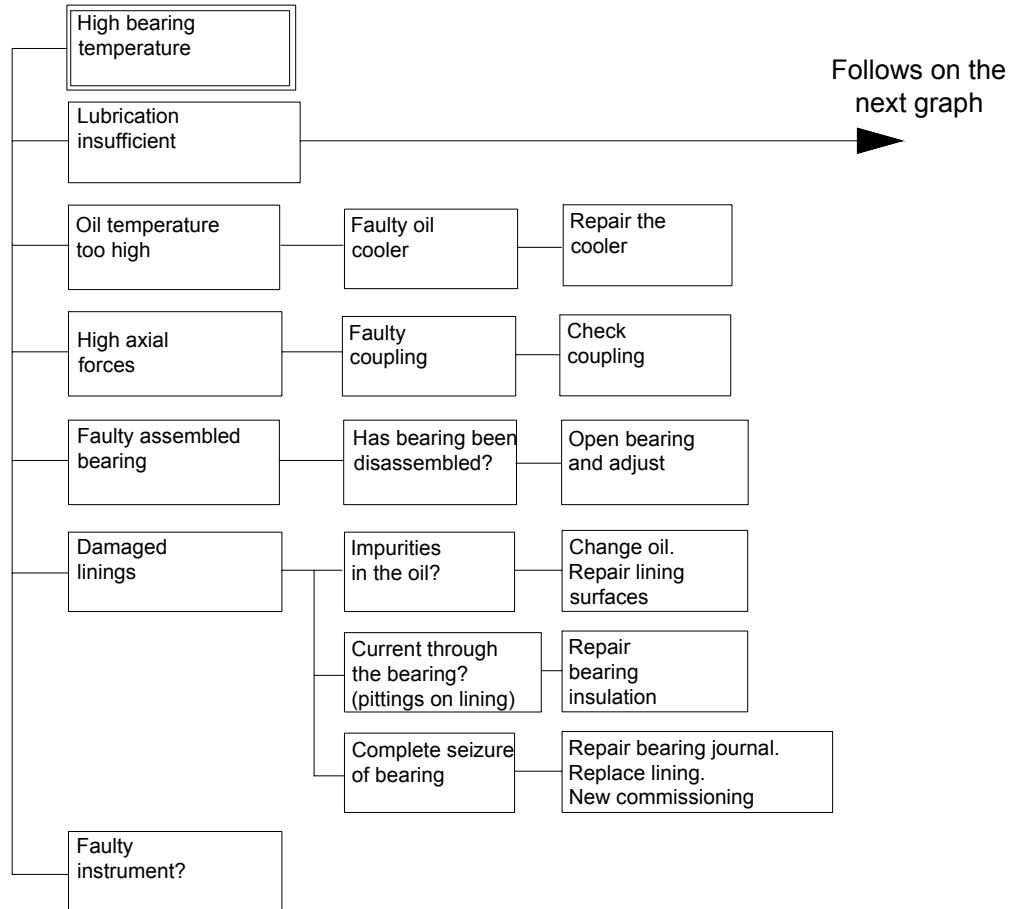 High bearing
temperature
Follows on the
next graph
Lubrication
insufficient
Oil temperature
too high
Faulty oil
cooler
Repair the
cooler
High axial
forces
Faulty
coupling
Check
coupling
Faulty assembled
bearing
Has bearing been
disassembled?
Open bearing
and adjust
Damaged
linings
Impurities
in the oil?
Change oil.
Repair lining
surfaces
Current through
the bearing?
(pittings on lining)
Repair
bearing
insulation
Complete seizure
of bearing
Repair bearing journal.
Replace lining.
New commissioning
Faulty
instrument?